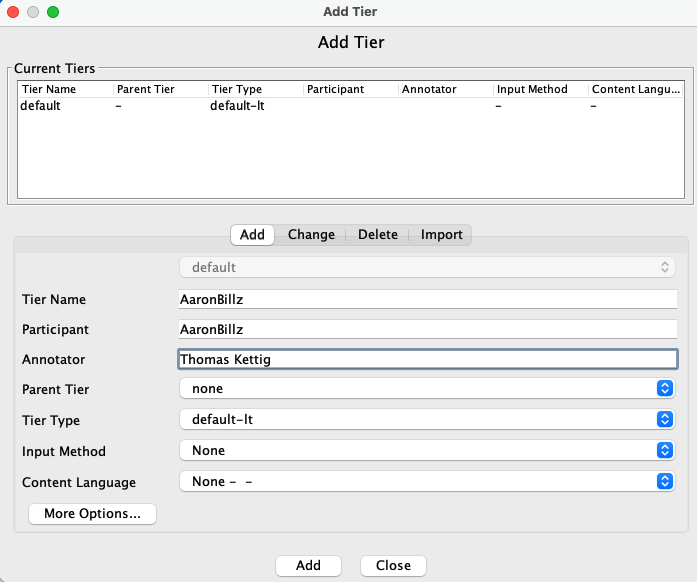 Add Tier
Add Tier
Current Tiers
Tier Name Parent Tier Tier Type Participant Annotator Input Method Content Langu...
default – default-lt – –
Add Change Delete Import
default
Tier Name AaronBillz
Participant AaronBillz
Annotator Thomas Kettig
Parent Tier none
Tier Type default-lt
Input Method None
Content Language None – –
More Options...
Add Close